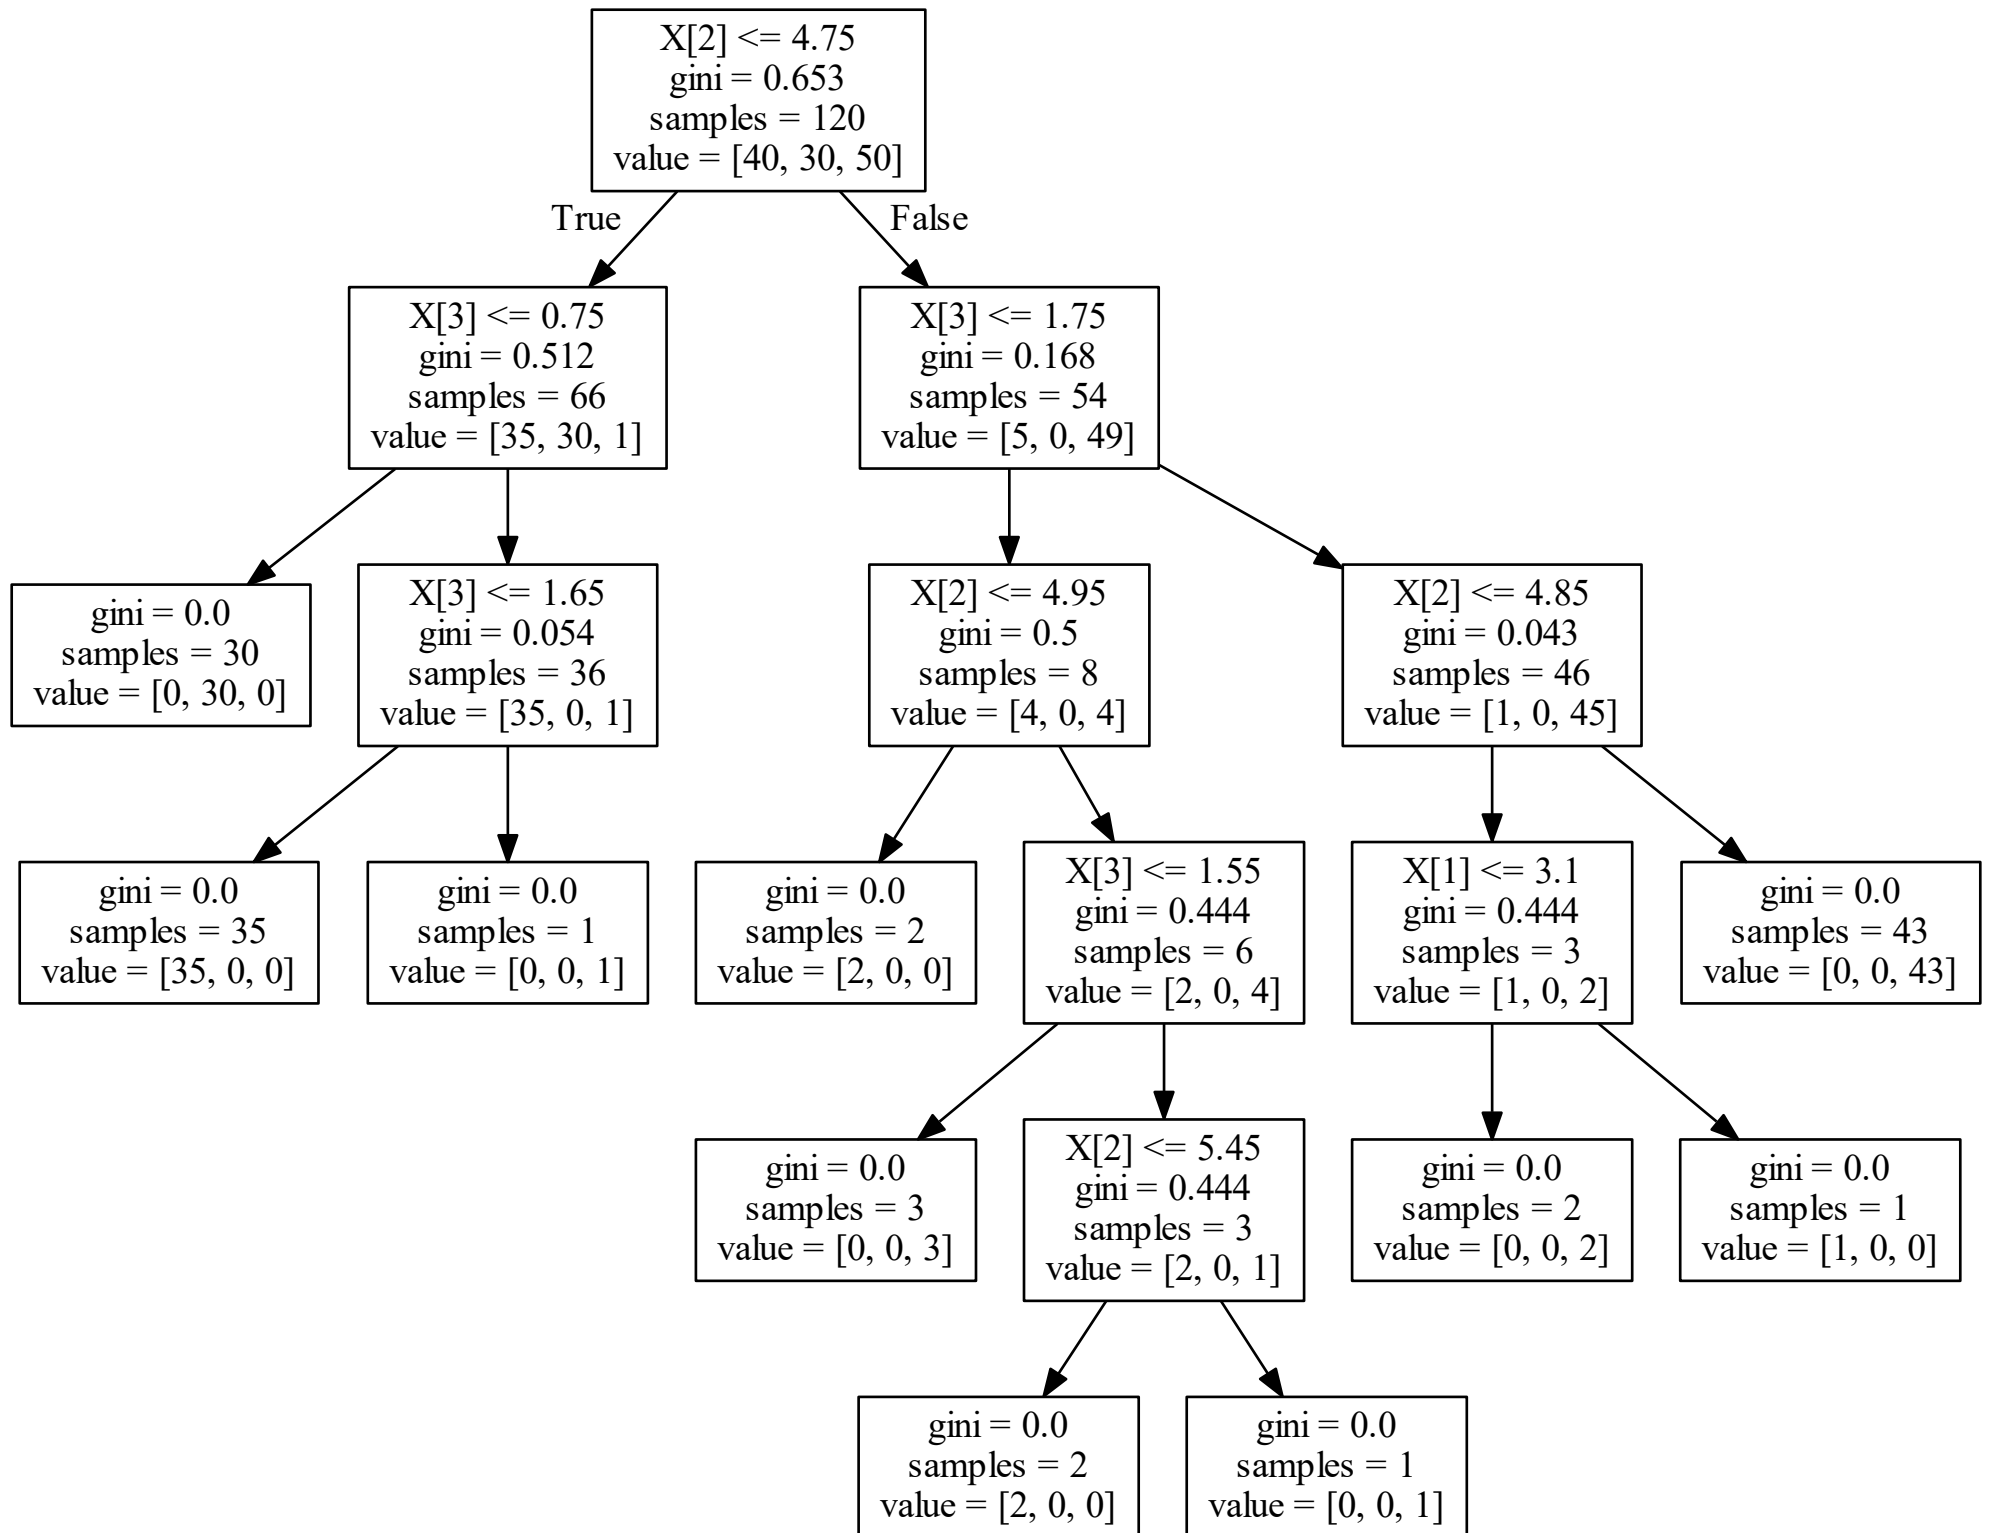 X[2] <= 4.75
gini = 0.653
samples = 120
value = [40, 30, 50]
True
False
X[3] <= 0.75
gini = 0.512
samples = 66
value = [35, 30, 1]
X[3] <= 1.75
gini = 0.168
samples = 54
value = [5, 0, 49]
gini = 0.0
samples = 30
value = [0, 30, 0]
X[3] <= 1.65
gini = 0.054
samples = 36
value = [35, 0, 1]
X[2] <= 4.95
gini = 0.5
samples = 8
value = [4, 0, 4]
X[2] <= 4.85
gini = 0.043
samples = 46
value = [1, 0, 45]
gini = 0.0
samples = 35
value = [35, 0, 0]
gini = 0.0
samples = 1
value = [0, 0, 1]
gini = 0.0
samples = 2
value = [2, 0, 0]
X[3] <= 1.55
gini = 0.444
samples = 6
value = [2, 0, 4]
X[1] <= 3.1
gini = 0.444
samples = 3
value = [1, 0, 2]
gini = 0.0
samples = 43
value = [0, 0, 43]
gini = 0.0
samples = 3
value = [0, 0, 3]
X[2] <= 5.45
gini = 0.444
samples = 3
value = [2, 0, 1]
gini = 0.0
samples = 2
value = [0, 0, 2]
gini = 0.0
samples = 1
value = [1, 0, 0]
gini = 0.0
samples = 2
value = [2, 0, 0]
gini = 0.0
samples = 1
value = [0, 0, 1]